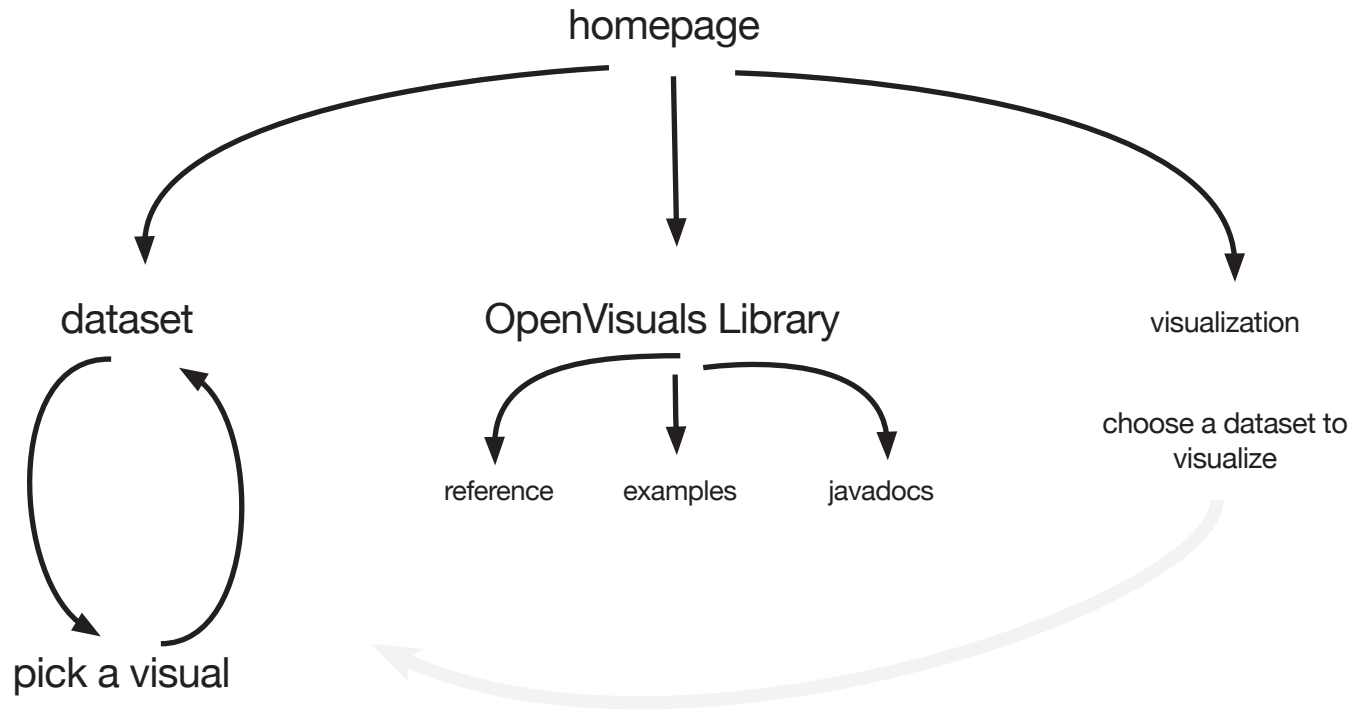 homepage
dataset
OpenVisuals Library
visualization
choose a dataset to
visualize
reference
examples
javadocs
pick a visual